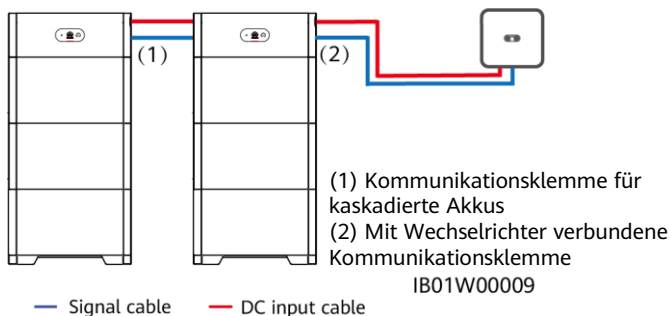 (1)
(2)
(1) Kommunikationsklemme für
kaskadierte Akkus
(2) Mit Wechselrichter verbundene
Kommunikationsklemme
IB01W00009
Signal cable
DC input cable